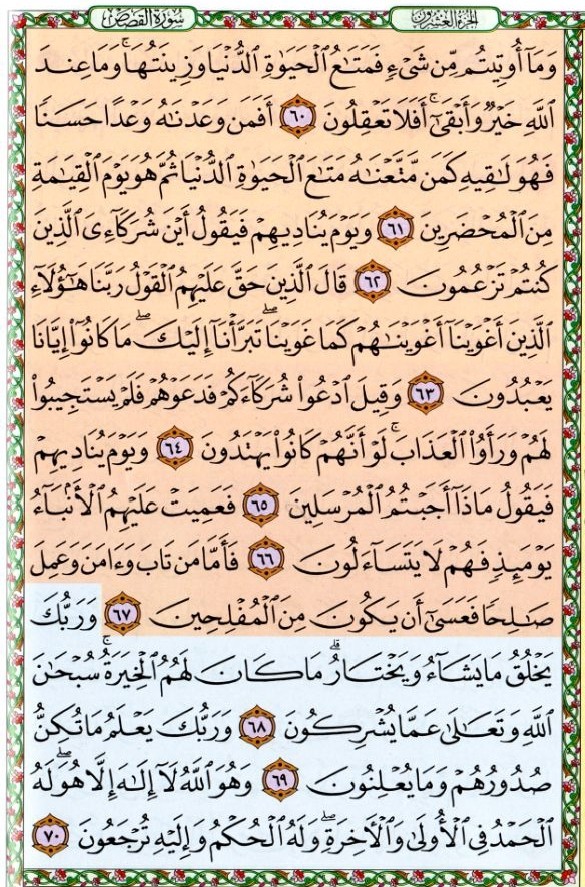 الجزء العشرون
سورة القصص
وَمَآ أُوتِيتُم مِّن شَىْءٍ فَمَتَٰعُ ٱلْحَيَوٰةِ ٱلدُّنْيَا وَزِينَتُهَا ۚ وَمَا عِندَ
ٱللَّهِ خَيْرٌ وَأَبْقَىٰٓ ۚ أَفَلَا تَعْقِلُونَ ٦٠ أَفَمَن وَعَدْنَٰهُ وَعْدًا حَسَنًا
فَهُوَ لَٰقِيهِ كَمَن مَّتَّعْنَٰهُ مَتَٰعَ ٱلْحَيَوٰةِ ٱلدُّنْيَا ثُمَّ هُوَ يَوْمَ ٱلْقِيَٰمَةِ
مِنَ ٱلْمُحْضَرِينَ ٦١ وَيَوْمَ يُنَادِيهِمْ فَيَقُولُ أَيْنَ شُرَكَآءِىَ ٱلَّذِينَ
كُنتُمْ تَزْعُمُونَ ٦٢ قَالَ ٱلَّذِينَ حَقَّ عَلَيْهِمُ ٱلْقَوْلُ رَبَّنَا هَٰٓؤُلَآءِ
ٱلَّذِينَ أَغْوَيْنَآ أَغْوَيْنَٰهُمْ كَمَا غَوَيْنَا ۖ تَبَرَّأْنَآ إِلَيْكَ ۖ مَا كَانُوٓا۟ إِيَّانَا
يَعْبُدُونَ ٦٣ وَقِيلَ ٱدْعُوا۟ شُرَكَآءَكُمْ فَدَعَوْهُمْ فَلَمْ يَسْتَجِيبُوا۟
لَهُمْ وَرَأَوُا۟ ٱلْعَذَابَ ۚ لَوْ أَنَّهُمْ كَانُوا۟ يَهْتَدُونَ ٦٤ وَيَوْمَ يُنَادِيهِمْ
فَيَقُولُ مَاذَآ أَجَبْتُمُ ٱلْمُرْسَلِينَ ٦٥ فَعَمِيَتْ عَلَيْهِمُ ٱلْأَنۢبَآءُ
يَوْمَئِذٍ فَهُمْ لَا يَتَسَآءَلُونَ ٦٦ فَأَمَّا مَن تَابَ وَءَامَنَ وَعَمِلَ
صَٰلِحًا فَعَسَىٰٓ أَن يَكُونَ مِنَ ٱلْمُفْلِحِينَ ٦٧ وَرَبُّكَ
يَخْلُقُ مَا يَشَآءُ وَيَخْتَارُ ۗ مَا كَانَ لَهُمُ ٱلْخِيَرَةُ ۚ سُبْحَٰنَ
ٱللَّهِ وَتَعَٰلَىٰ عَمَّا يُشْرِكُونَ ٦٨ وَرَبُّكَ يَعْلَمُ مَا تُكِنُّ
صُدُورُهُمْ وَمَا يُعْلِنُونَ ٦٩ وَهُوَ ٱللَّهُ لَآ إِلَٰهَ إِلَّا هُوَ ۖ لَهُ
ٱلْحَمْدُ فِى ٱلْأُولَىٰ وَٱلْءَاخِرَةِ ۖ وَلَهُ ٱلْحُكْمُ وَإِلَيْهِ تُرْجَعُونَ ٧٠